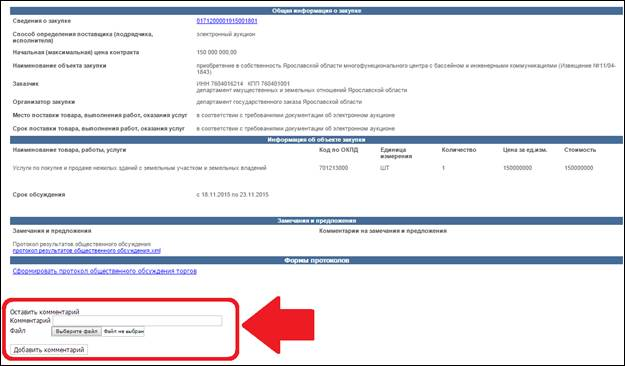 Общая информация о закупке
Сведения о закупке 0171200001915001801
Способ определения поставщика (подрядчика, исполнителя) электронный аукцион
Начальная (максимальная) цена контракта 150 000 000,00
Наименование объекта закупки приобретение в собственность Ярославской области многофункционального центра с бассейном и инженерными коммуникациями (Извещение №11/04-1843)
Заказчик ИНН 7604016214 КПП 760401001
департамент имущественных и земельных отношений Ярославской области
Организатор закупки департамент государственного заказа Ярославской области
Место поставки товара, выполнения работ, оказания услуг в соответствии с требованиями документации об электронном аукционе
Срок поставки товара, выполнения работ, оказания услуг в соответствии с требованиями документации об электронном аукционе
Информация об объекте закупки
Наименование товара, работы, услуги Код по ОКПД Единица измерения Количество Цена за ед.изм. Стоимость
Услуги по покупке и продаже нежилых зданий с земельным участком и земельных владений 701213000 ШТ 1 150000000 150000000
Срок обсуждения с 18.11.2015 по 23.11.2015
Замечания и предложения
Замечания и предложения Комментарии на замечания и предложения
Протокол результатов общественного обсуждения
протокол результатов общественного обсуждения.xml
Формы протоколов
Сформировать протокол общественного обсуждения торгов
Оставить комментарий
Комментарий
Файл Выберите файл Файл не выбран
Добавить комментарий